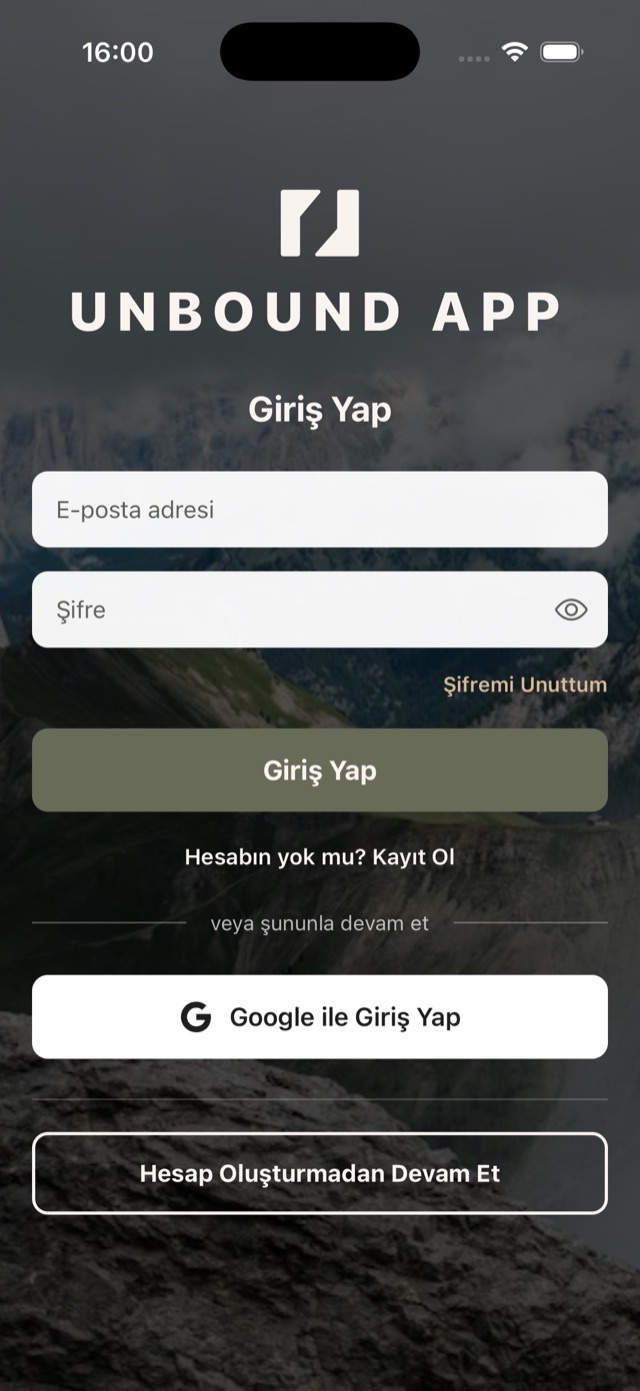 16:00
UNBOUND APP
Giriş Yap
E-posta adresi
Şifre
Şifremi Unuttum
Giriş Yap
Hesabın yok mu? Kayıt Ol
veya şununla devam et
G Google ile Giriş Yap
Hesap Oluşturmadan Devam Et